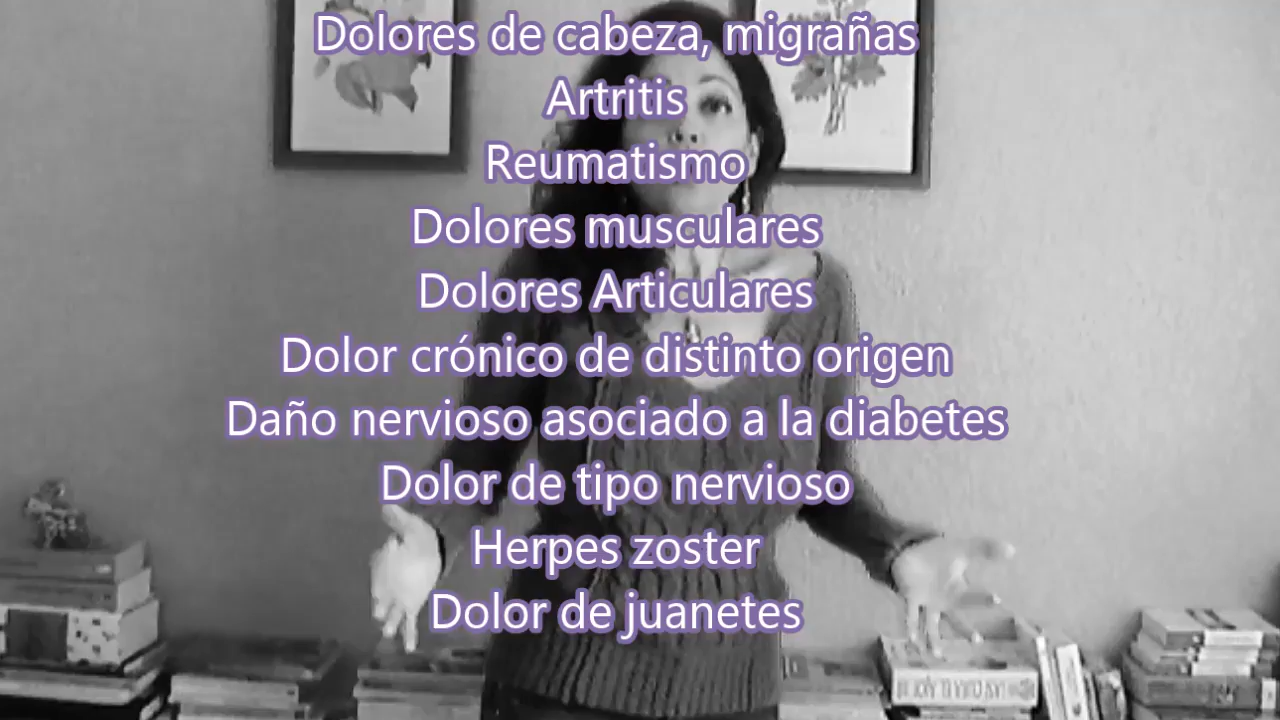 Dolores de cabeza, migrañas
Artritis
Reumatismo
Dolores musculares
Dolores Articulares
Dolor crónico de distinto origen
Daño nervioso asociado a la diabetes
Dolor de tipo nervioso
Herpes zoster
Dolor de juanetes